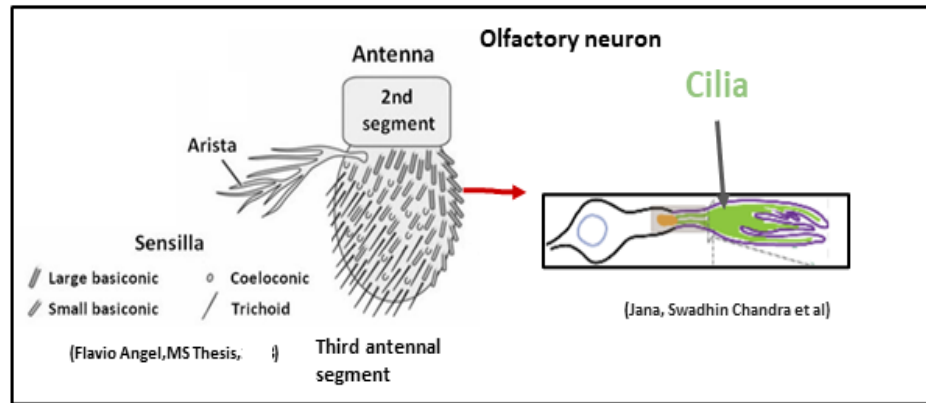 Olfactory neuron
Antenna
2nd
segment
Arista
Cilia
Sensilla
Large basiconic
Coeloconic
Small basiconic
Trichoid
(Flavio Angel,MS Thesis, )
Third antennal
segment
(Jana, Swadhin Chandra et al)